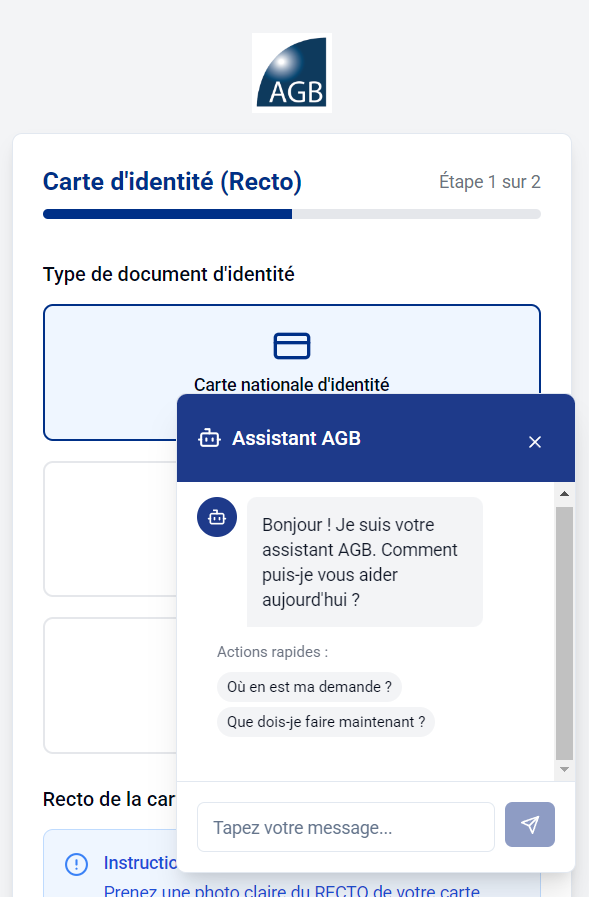 AGB
Carte d'identité (Recto)
Étape 1 sur 2
Type de document d'identité
Carte nationale d'identité
Assistant AGB
Bonjour ! Je suis votre
assistant AGB. Comment
puis-je vous aider
aujourd'hui ?
Actions rapides :
Où en est ma demande ?
Que dois-je faire maintenant ?
Recto de la car
Tapez votre message...
Instructio
Prenez une photo claire du RECTO de votre carte